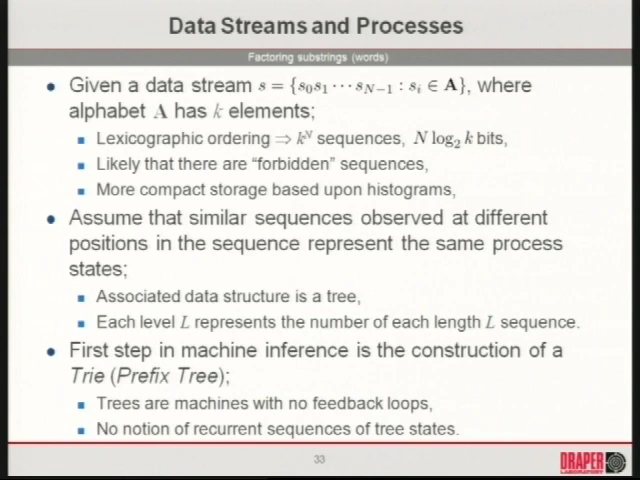 Data Streams and Processes
Factoring substrings (words)
• Given a data stream s = {s₀s₁ ⋯ s_{N−1} : sᵢ ∈ A}, where
alphabet A has k elements;
▪ Lexicographic ordering ⇒ kᴺ sequences, N log₂ k bits,
▪ Likely that there are “forbidden” sequences,
▪ More compact storage based upon histograms,
• Assume that similar sequences observed at different
positions in the sequence represent the same process
states;
▪ Associated data structure is a tree,
▪ Each level L represents the number of each length L sequence.
• First step in machine inference is the construction of a
Trie (Prefix Tree);
▪ Trees are machines with no feedback loops,
▪ No notion of recurrent sequences of tree states.
33
DRAPER
LABORATORY